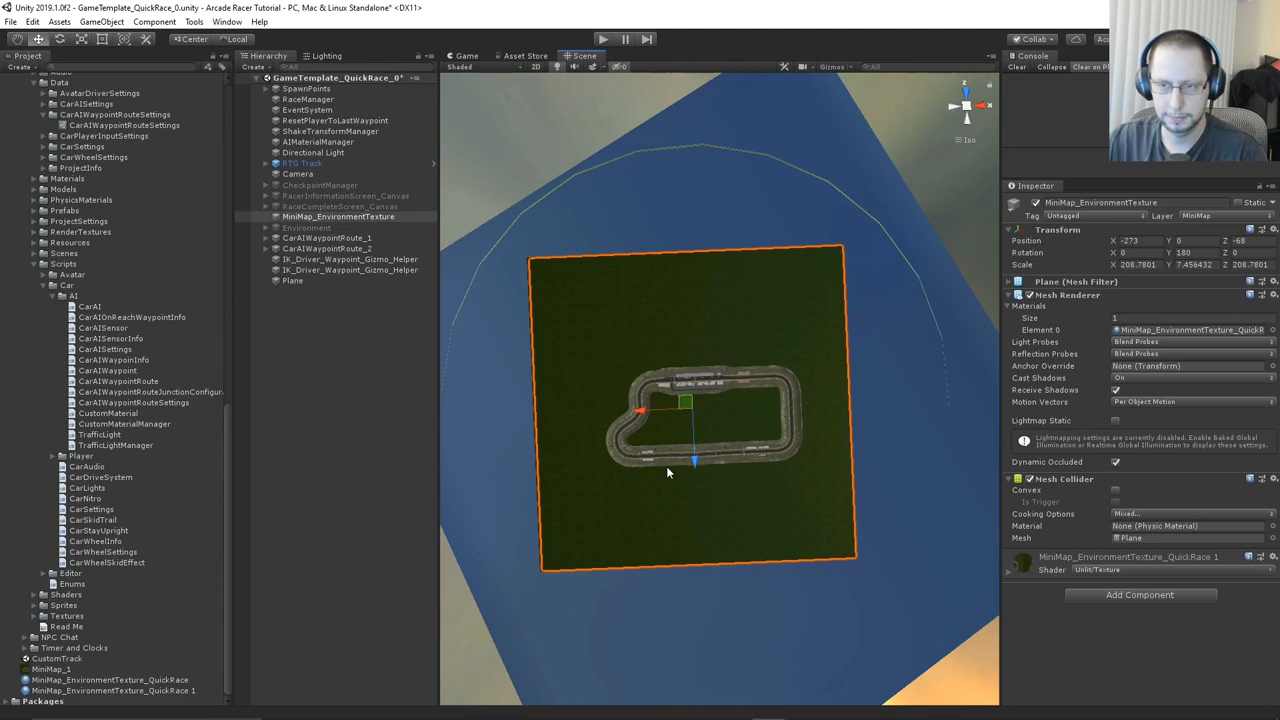 Unity 2019.1.0f2 - GameTemplate_QuickRace_0.unity - Arcade Racer Tutorial - PC, Mac & Linux Standalone* <DX11>
File Edit Assets GameObject Component Tools Window Help
Center Local Collab
Project Hierarchy Lighting Game Asset Store Scene Console
Create Create All Shaded 2D 0 Gizmos All Clear Collapse Clear on
GameTemplate_QuickRace_0*
Data
AvatarDriverSettings
CarAISettings
CarAIWaypointRouteSettings
CarAIWaypointRouteSettings
CarPlayerInputSettings
CarSettings
CarWheelSettings
ProjectInfo
Materials
Models
PhysicsMaterials
Prefabs
ProjectSettings
RenderTextures
Resources
Scenes
Scripts
Avatar
Car
AI
CarAI
CarAIOnReachWaypointInfo
CarAISensor
CarAISensorInfo
CarAISettings
CarAIWaypoinInfo
CarAIWaypoint
CarAIWaypointRoute
CarAIWaypointRouteJunctionConfigur
CarAIWaypointRouteSettings
CustomMaterial
CustomMaterialManager
TrafficLight
TrafficLightManager
Player
CarAudio
CarDriveSystem
CarLights
CarNitro
CarSettings
CarSkidTrail
CarStayUpright
CarWheelInfo
CarWheelSettings
CarWheelSkidEffect
Editor
Enums
Shaders
Sprites
Textures
Read Me
NPC Chat
Timer and Clocks
CustomTrack
MiniMap_1
MiniMap_EnvironmentTexture_QuickRace
MiniMap_EnvironmentTexture_QuickRace 1
Packages
SpawnPoints
RaceManager
EventSystem
ResetPlayerToLastWaypoint
ShakeTransformManager
AIMaterialManager
Directional Light
RTG Track
Camera
CheckpointManager
RacerInformationScreen_Canvas
RaceCompleteScreen_Canvas
MiniMap_EnvironmentTexture
Environment
CarAIWaypointRoute_1
CarAIWaypointRoute_2
IK_Driver_Waypoint_Gizmo_Helper
IK_Driver_Waypoint_Gizmo_Helper
Plane
z
x
Iso
Inspector
MiniMap_EnvironmentTexture Static
Tag Untagged Layer MiniMap
Transform
Position X -273 Y 0 Z -68
Rotation X 0 Y 180 Z 0
Scale X 208.7801 Y 7.456432 Z 208.7801
Plane (Mesh Filter)
Mesh Renderer
Materials
Size 1
Element 0 MiniMap_EnvironmentTexture_QuickR
Light Probes Blend Probes
Reflection Probes Blend Probes
Anchor Override None (Transform)
Cast Shadows On
Receive Shadows
Motion Vectors Per Object Motion
Lightmap Static
Lightmapping settings are currently disabled. Enable Baked Global
Illumination or Realtime Global Illumination to display these settings.
Dynamic Occluded
Mesh Collider
Convex
Is Trigger
Cooking Options Mixed...
Material None (Physic Material)
Mesh Plane
MiniMap_EnvironmentTexture_QuickRace 1
Shader Unlit/Texture
Add Component